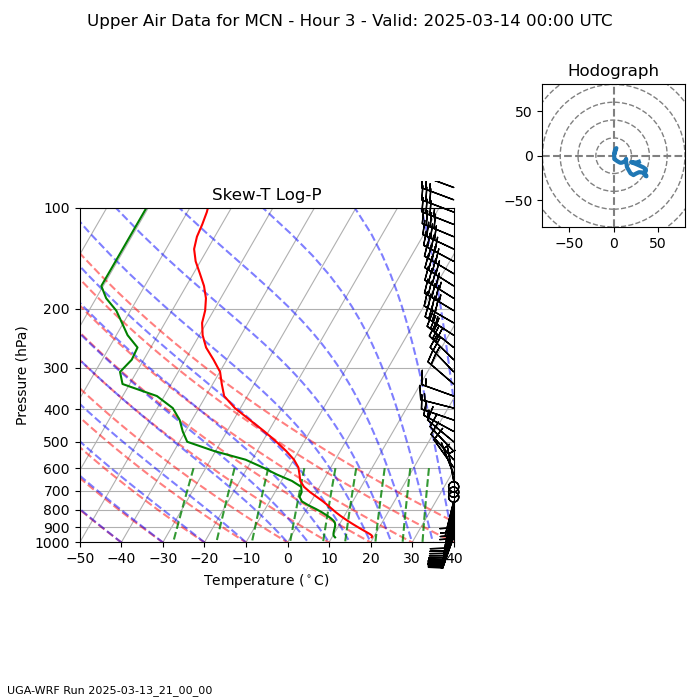 Upper Air Data for MCN - Hour 3 - Valid: 2025-03-14 00:00 UTC
Hodograph
50
0
−50
−50 0 50
Skew-T Log-P
100
200
300
400
500
600
700
800
900
1000
Pressure (hPa)
−50 −40 −30 −20 −10 0 10 20 30 40
Temperature (°C)
UGA-WRF Run 2025-03-13_21_00_00